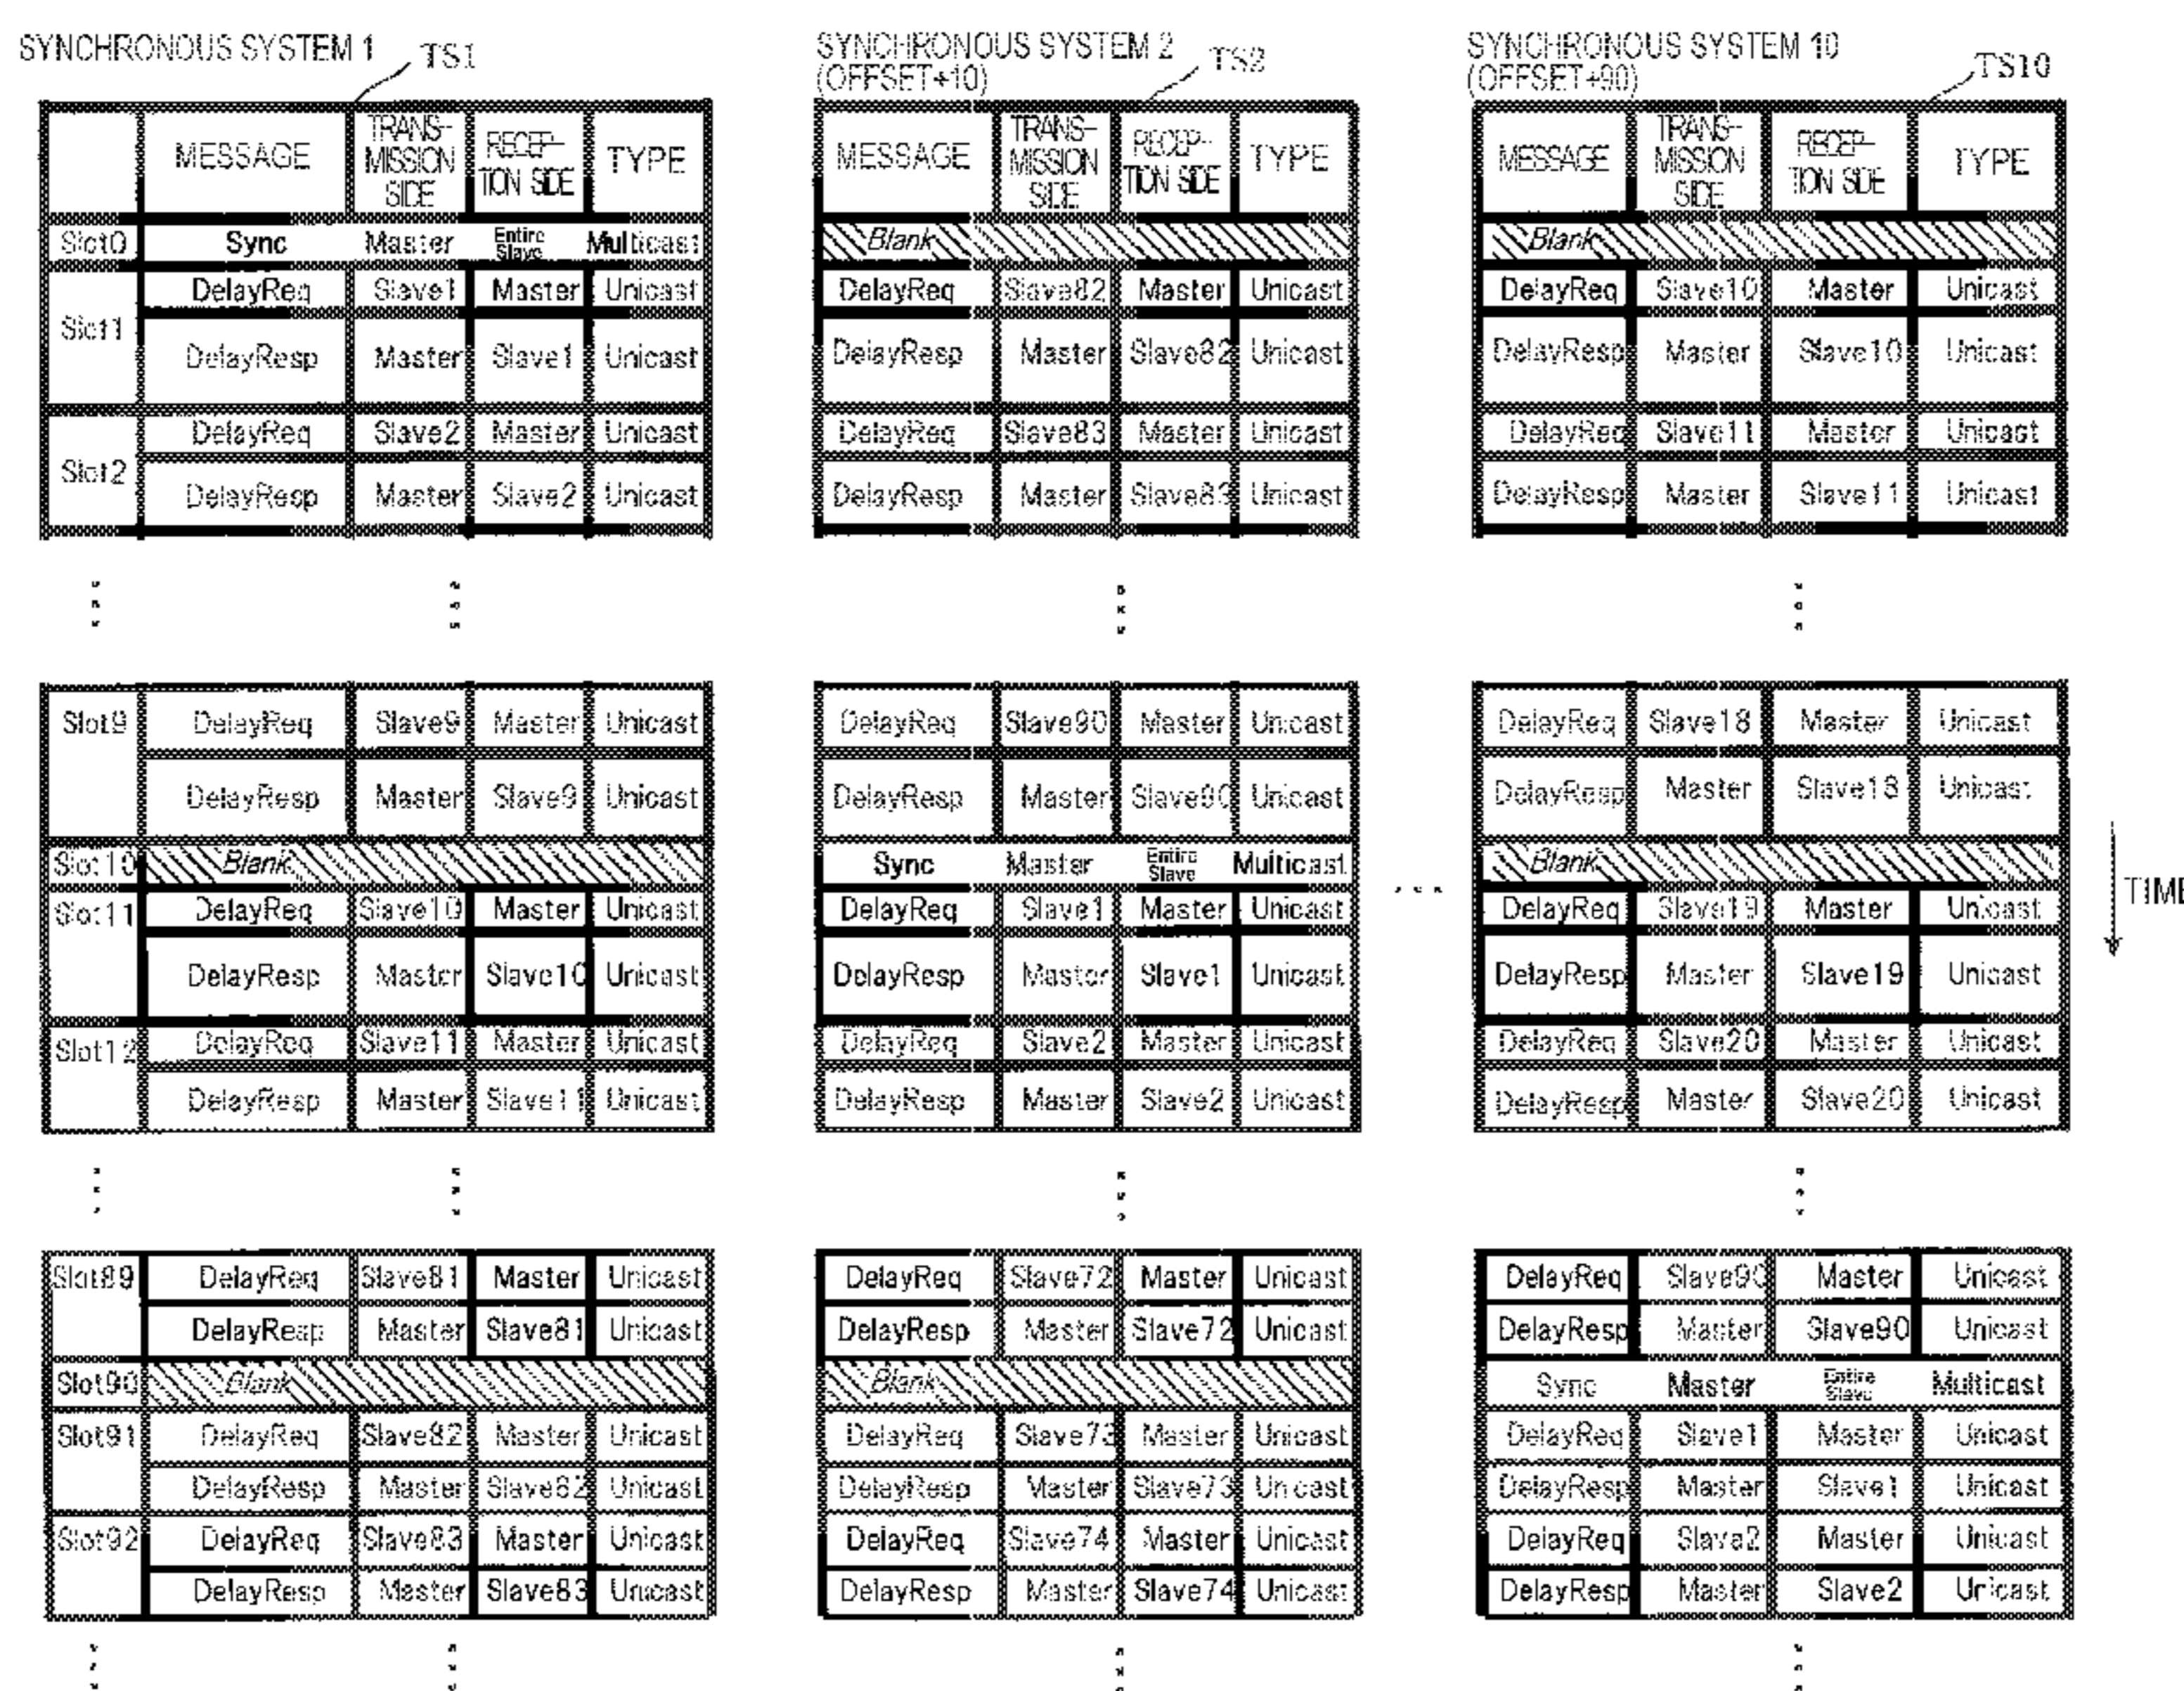 SYNCHRONOUS SYSTEM 1
TS1
SYNCHRONOUS SYSTEM 2
(OFFSET+10)
TS2
SYNCHRONOUS SYSTEM 10
(OFFSET+90)
TS10
MESSAGE TRANS-MISSION SIDE RECEP-TION SIDE TYPE
MESSAGE TRANS-MISSION SIDE RECEP-TION SIDE TYPE
MESSAGE TRANS-MISSION SIDE RECEP-TION SIDE TYPE
Slot0 Sync Master Entire Slave Multicast
Blank
Blank
Slot1 DelayReq Slave1 Master Unicast
DelayReq Slave82 Master Unicast
DelayReq Slave10 Master Unicast
DelayResp Master Slave1 Unicast
DelayResp Master Slave82 Unicast
DelayResp Master Slave10 Unicast
Slot2 DelayReq Slave2 Master Unicast
DelayReq Slave83 Master Unicast
DelayReq Slave11 Master Unicast
DelayResp Master Slave2 Unicast
DelayResp Master Slave83 Unicast
DelayResp Master Slave11 Unicast
Slot9 DelayReq Slave9 Master Unicast
DelayReq Slave90 Master Unicast
DelayReq Slave18 Master Unicast
DelayResp Master Slave9 Unicast
DelayResp Master Slave90 Unicast
DelayResp Master Slave18 Unicast
Slot10 Blank
Sync Master Entire Slave Multicast
Blank
Slot11 DelayReq Slave10 Master Unicast
DelayReq Slave1 Master Unicast
DelayReq Slave19 Master Unicast
TIME
DelayResp Master Slave10 Unicast
DelayResp Master Slave1 Unicast
DelayResp Master Slave19 Unicast
Slot12 DelayReq Slave11 Master Unicast
DelayReq Slave2 Master Unicast
DelayReq Slave20 Master Unicast
DelayResp Master Slave11 Unicast
DelayResp Master Slave2 Unicast
DelayResp Master Slave20 Unicast
Slot89 DelayReq Slave81 Master Unicast
DelayReq Slave72 Master Unicast
DelayReq Slave90 Master Unicast
DelayResp Master Slave81 Unicast
DelayResp Master Slave72 Unicast
DelayResp Master Slave90 Unicast
Slot90 Blank
Blank
Sync Master Entire Slave Multicast
Slot91 DelayReq Slave82 Master Unicast
DelayReq Slave73 Master Unicast
DelayReq Slave1 Master Unicast
DelayResp Master Slave82 Unicast
DelayResp Master Slave73 Unicast
DelayResp Master Slave1 Unicast
Slot92 DelayReq Slave83 Master Unicast
DelayReq Slave74 Master Unicast
DelayReq Slave2 Master Unicast
DelayResp Master Slave83 Unicast
DelayResp Master Slave74 Unicast
DelayResp Master Slave2 Unicast